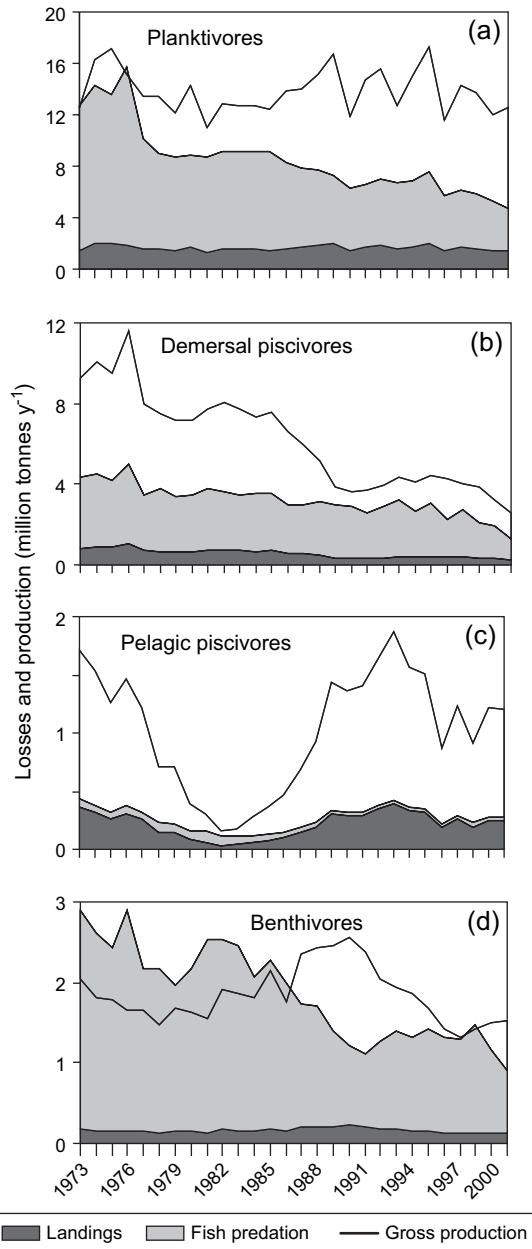 20
16
12
8
4
0
Planktivores
(a)
12
8
4
0
Demersal piscivores
(b)
Losses and production (million tonnes y⁻¹)
2
1
0
Pelagic piscivores
(c)
3
2
1
0
Benthivores
(d)
1973 1976 1979 1982 1985 1988 1991 1994 1997 2000
Landings Fish predation Gross production